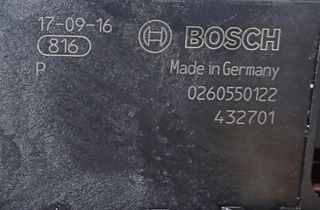 17-09-16
816
P
BOSCH
Made in Germany
0260550122
432701